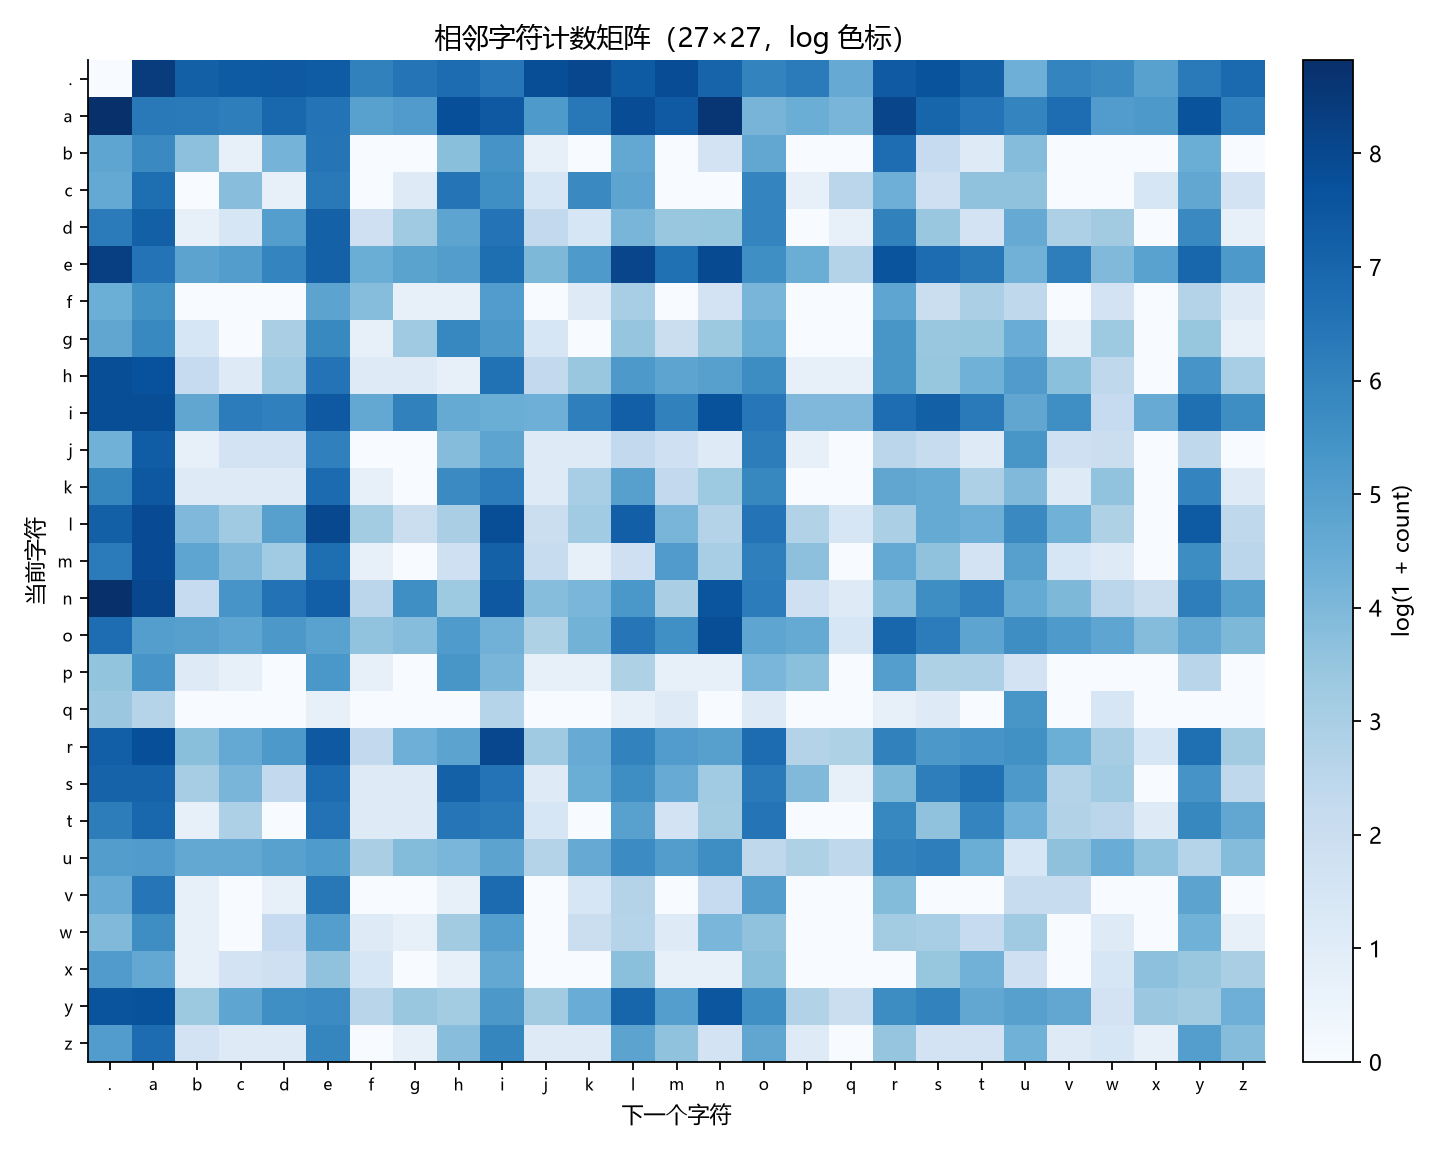 相邻字符计数矩阵（27×27，log 色标）
当前字符
.
a
b
c
d
e
f
g
h
i
j
k
l
m
n
o
p
q
r
s
t
u
v
w
x
y
z
. a b c d e f g h i j k l m n o p q r s t u v w x y z
下一个字符
8
7
6
5
4
3
2
1
0
log(1 + count)